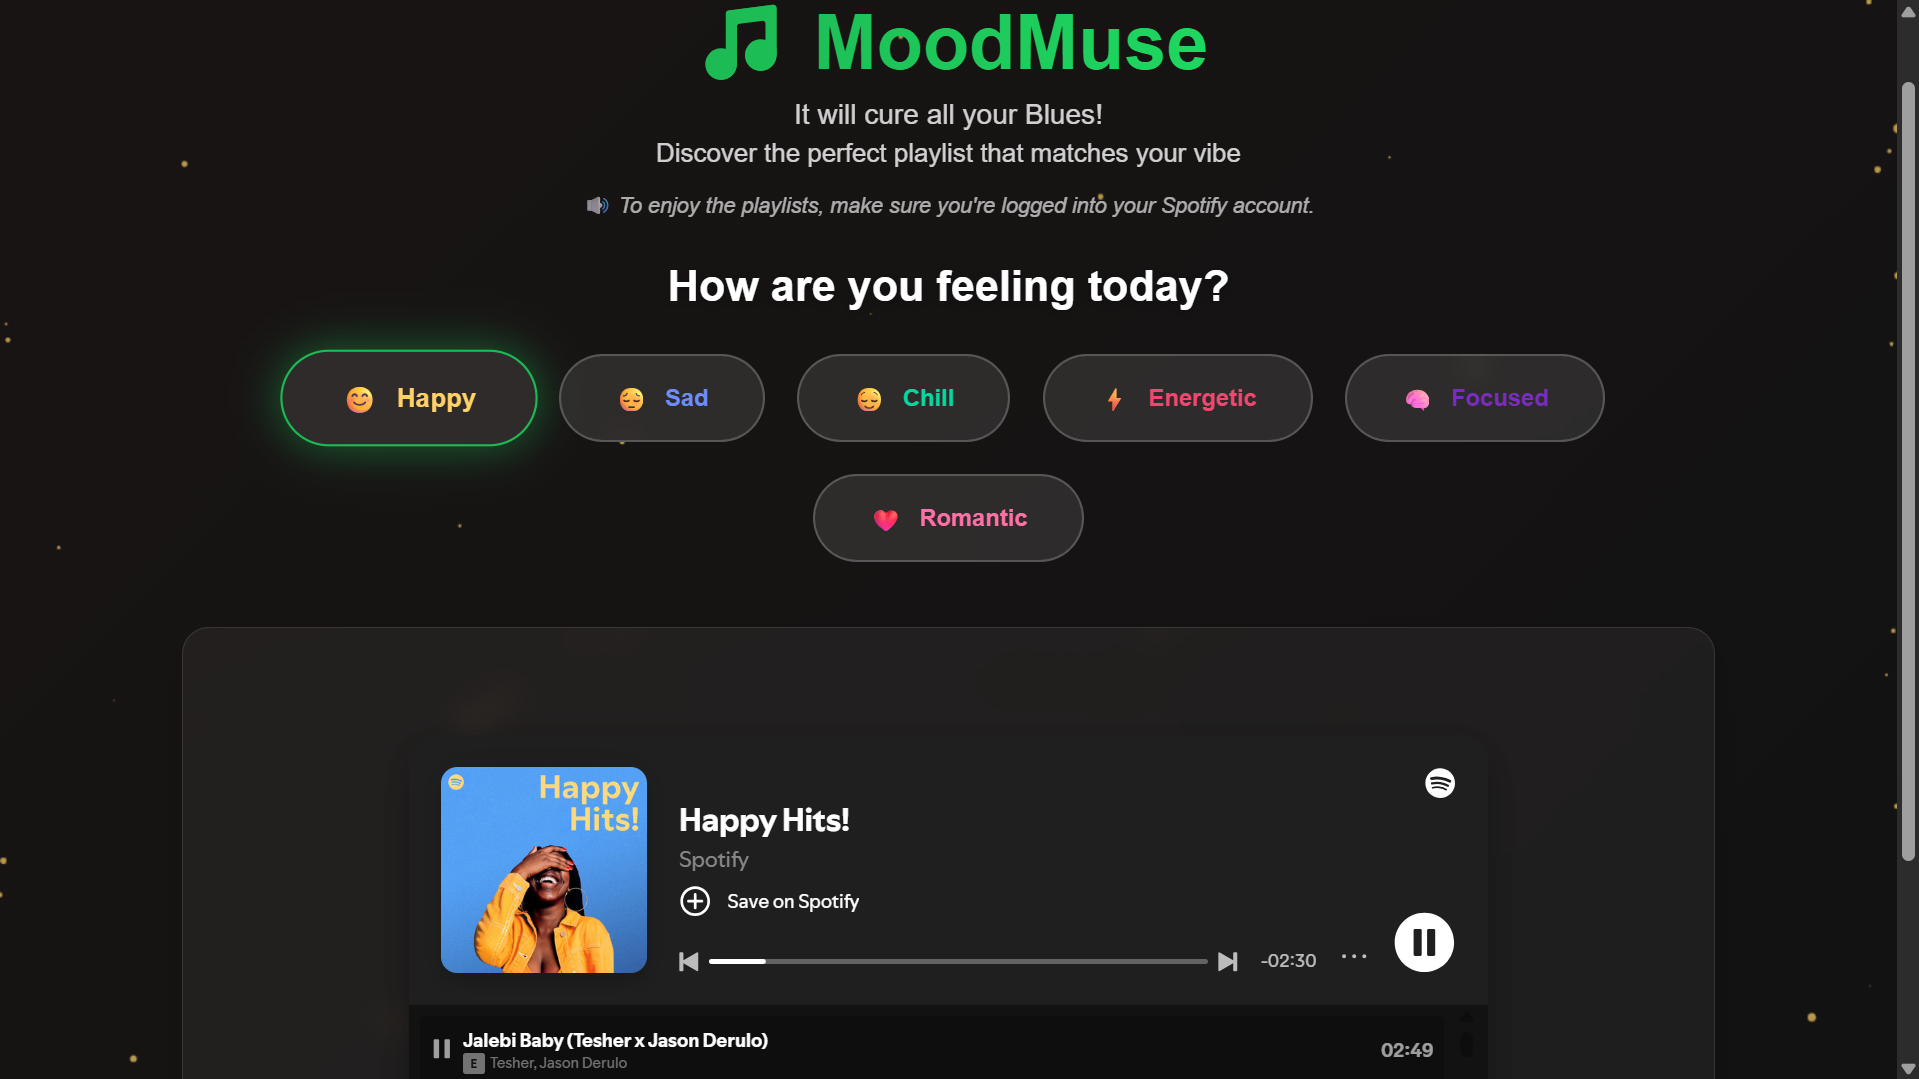 MoodMuse
It will cure all your Blues!
Discover the perfect playlist that matches your vibe
To enjoy the playlists, make sure you're logged into your Spotify account.
How are you feeling today?
Happy
Sad
Chill
Energetic
Focused
Romantic
Happy
Hits!
Happy Hits!
Spotify
Save on Spotify
-02:30
Jalebi Baby (Tesher x Jason Derulo)
E Tesher, Jason Derulo
02:49